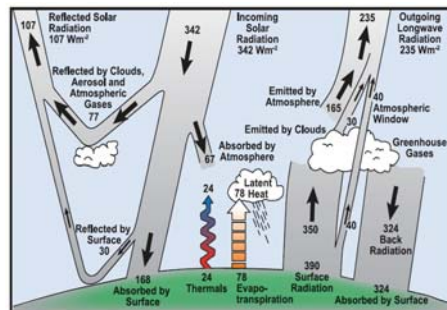 107
Reflected Solar
Radiation
107 Wm-2
342
Incoming
Solar
Radiation
342 Wm-2
235
Outgoing
Longwave
Radiation
235 Wm-2
Reflected by Clouds,
Aerosol and
Atmospheric
Gases
77
Emitted by
Atmosphere
165
40
Atmospheric
Window
30
Emitted by Clouds
Greenhouse
Gases
67
Absorbed by
Atmosphere
24
Latent
78 Heat
Reflected by
Surface
30
350
40
324
Back
Radiation
168
Absorbed by
Surface
24
Thermals
78
Evapo-
transpiration
390
Surface
Radiation
324
Absorbed by Surface